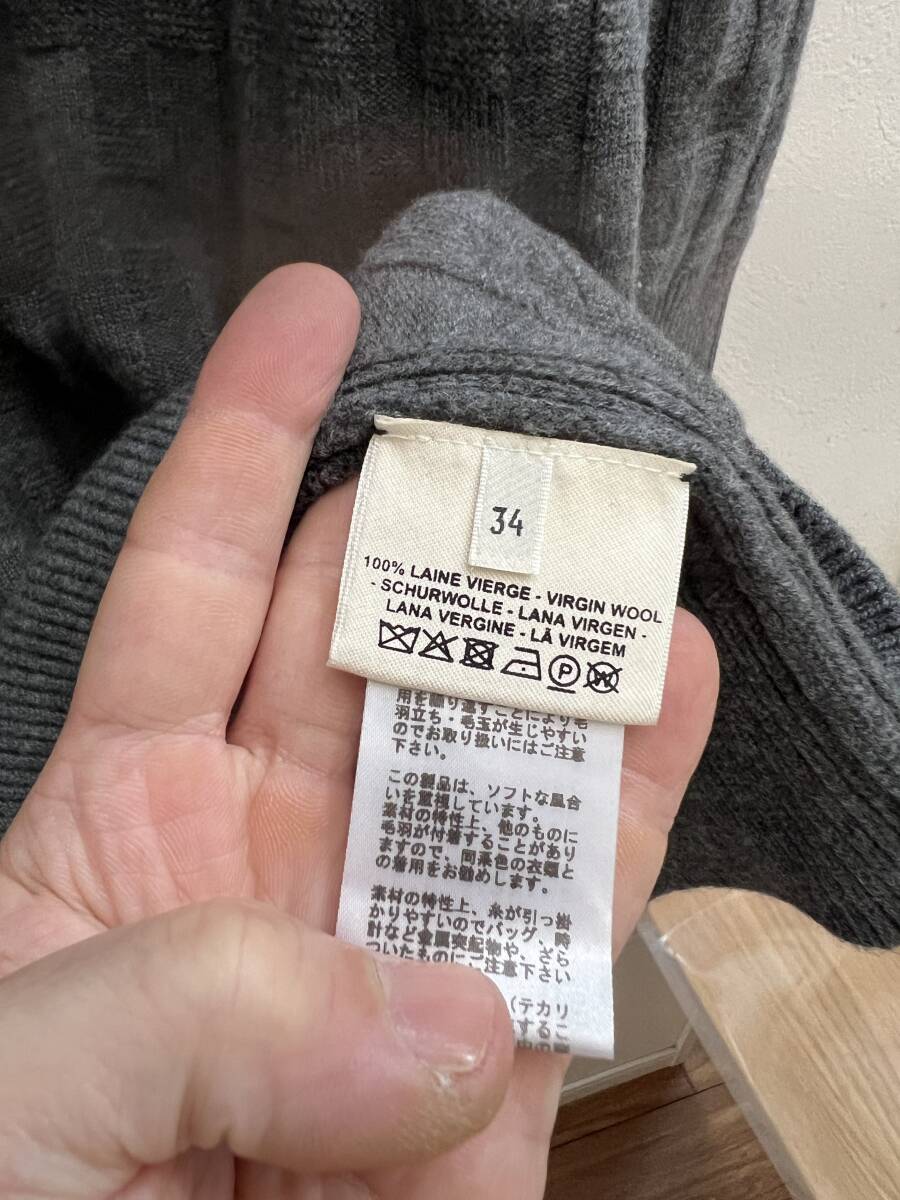 34
100% LAINE VIERGE - VIRGIN WOOL
- SCHURWOLLE - LANA VIRGEN -
LANA VERGINE - LÃ VIRGEM
P
W
用を繰り返すことにより毛
羽立ち・毛玉が生じやすい
のでお取り扱いにはご注意
下さい。
この製品は、ソフトな風合
いを重視しています。
素材の特性上、他のものに
毛羽が付着することがあり
ますので、同系色の衣類と
の着用をお勧めします。
素材の特性上、糸が引っ掛
かりやすいのでバッグ、時
計など金属突起物や、ざら
ついたものにご注意下さい
（テカリ
するこ